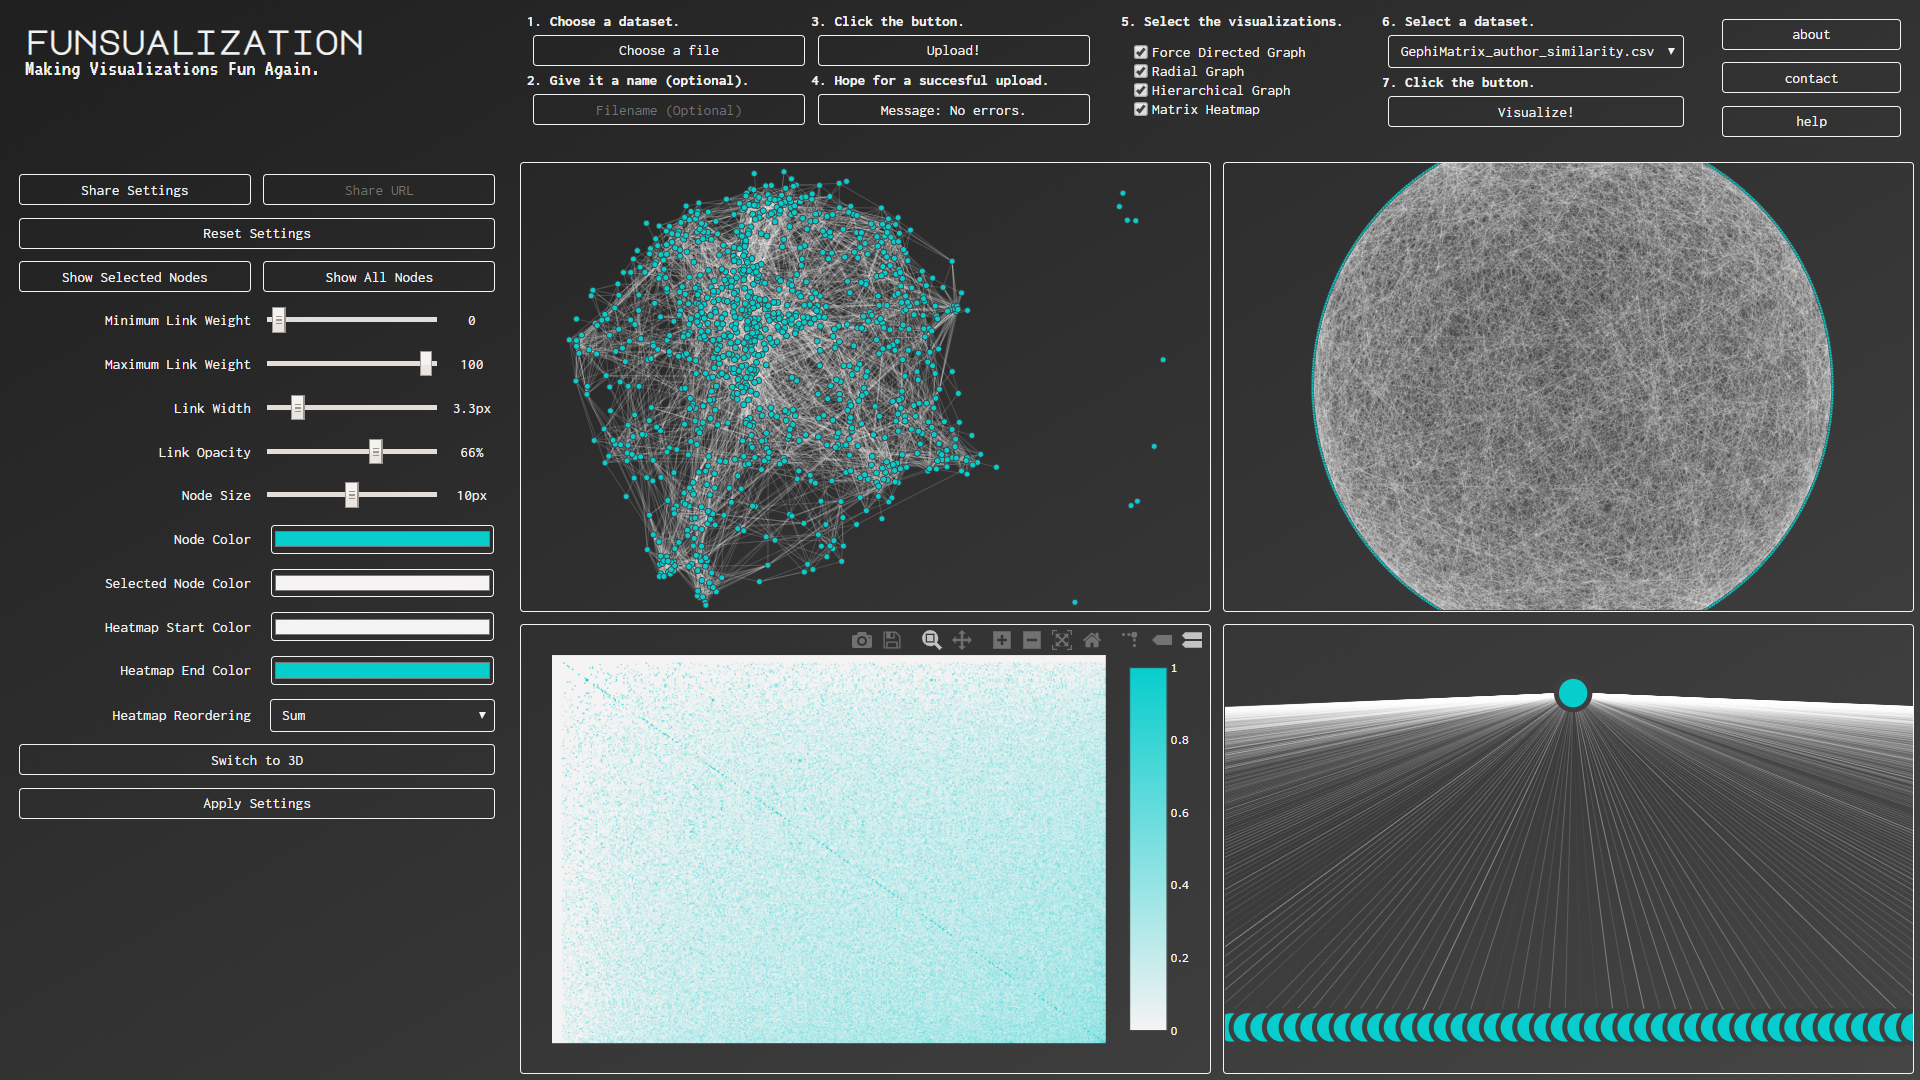 FUNSUALIZATION
Making Visualizations Fun Again.
1. Choose a dataset.
Choose a file
2. Give it a name (optional).
Filename (Optional)
3. Click the button.
Upload!
4. Hope for a succesful upload.
Message: No errors.
5. Select the visualizations.
Force Directed Graph
Radial Graph
Hierarchical Graph
Matrix Heatmap
6. Select a dataset.
GephiMatrix_author_similarity.csv
7. Click the button.
Visualize!
about
contact
help
Share Settings
Share URL
Reset Settings
Show Selected Nodes
Show All Nodes
Minimum Link Weight 0
Maximum Link Weight 100
Link Width 3.3px
Link Opacity 66%
Node Size 10px
Node Color
Selected Node Color
Heatmap Start Color
Heatmap End Color
Heatmap Reordering Sum
Switch to 3D
Apply Settings
1
0.8
0.6
0.4
0.2
0